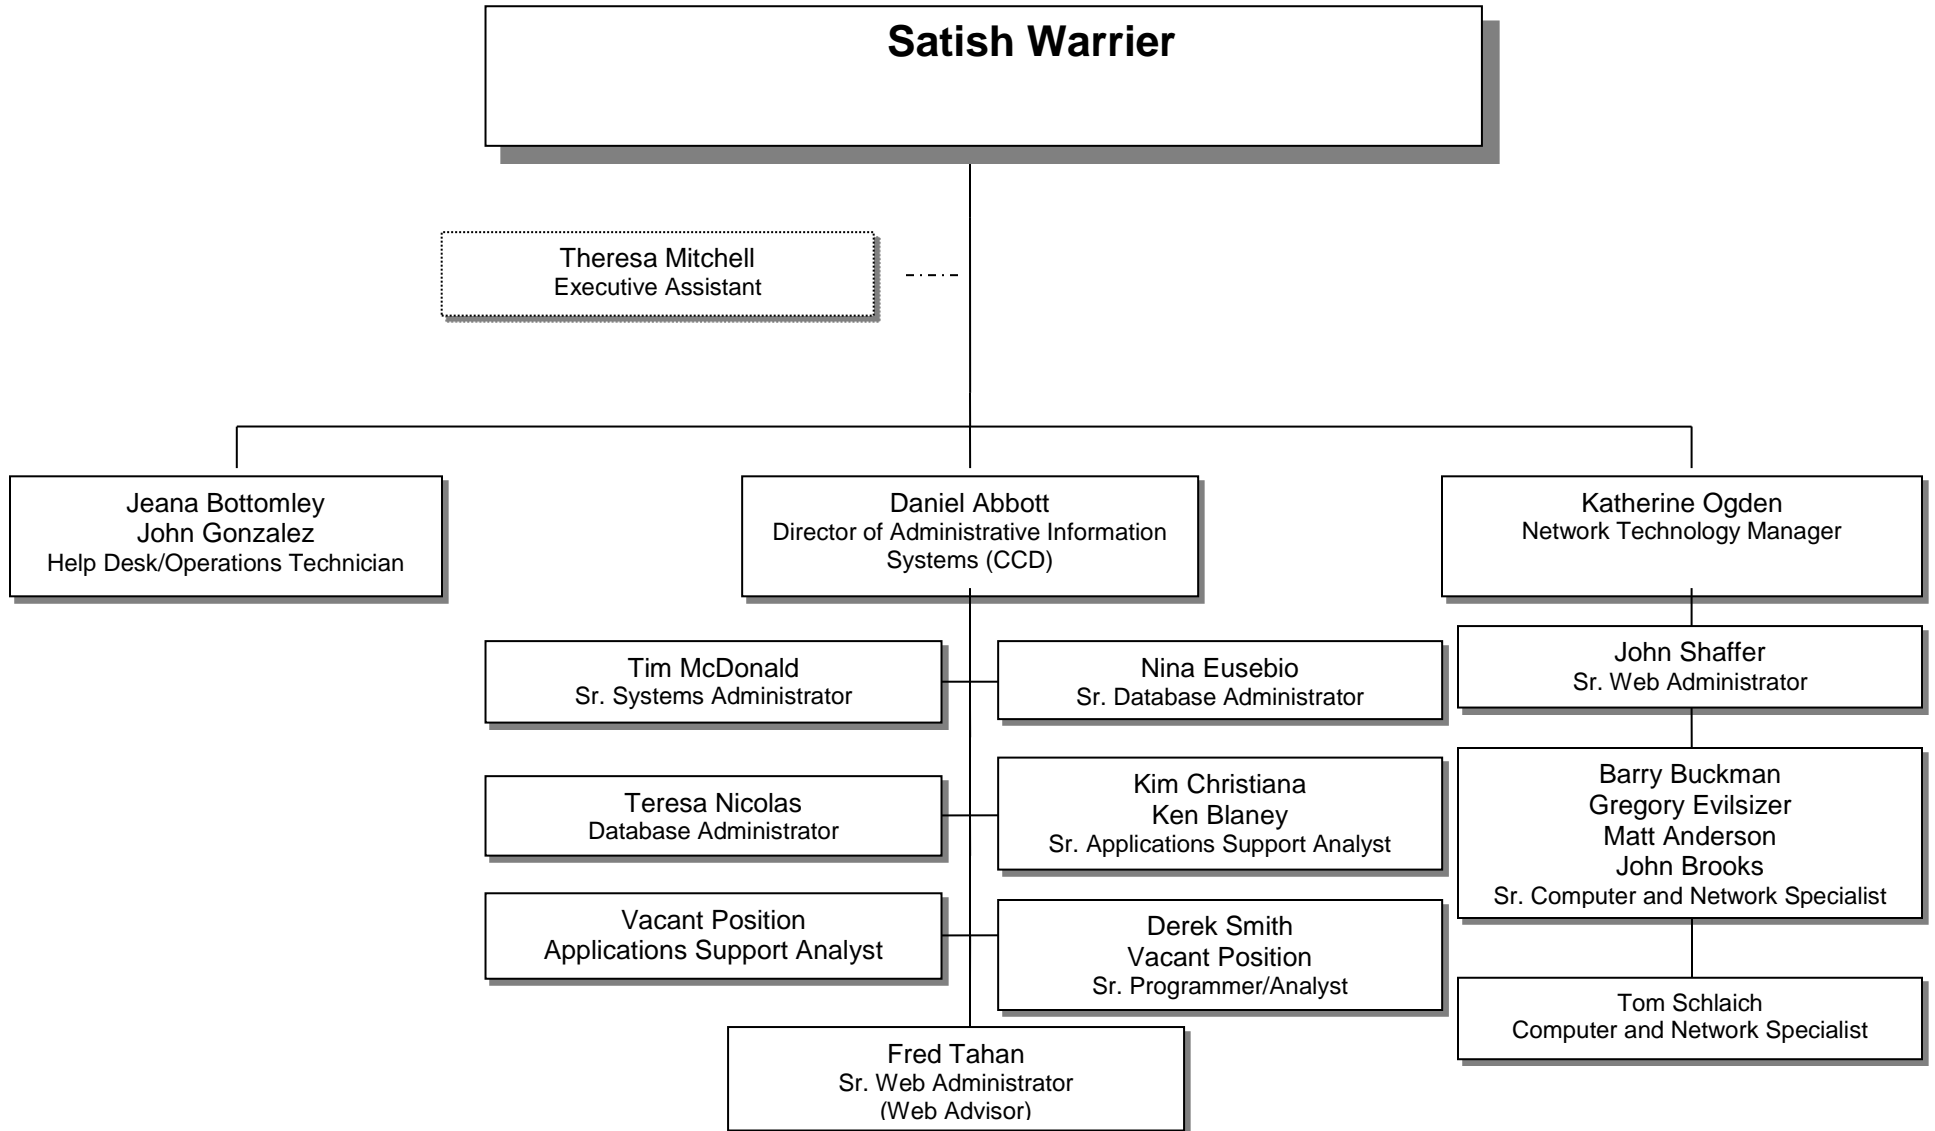 Satish Warrier
Theresa Mitchell
Executive Assistant
Jeana Bottomley
John Gonzalez
Help Desk/Operations Technician
Daniel Abbott
Director of Administrative Information
Systems (CCD)
Katherine Ogden
Network Technology Manager
Tim McDonald
Sr. Systems Administrator
Nina Eusebio
Sr. Database Administrator
Teresa Nicolas
Database Administrator
Kim Christiana
Ken Blaney
Sr. Applications Support Analyst
Vacant Position
Applications Support Analyst
Derek Smith
Vacant Position
Sr. Programmer/Analyst
Fred Tahan
Sr. Web Administrator
(Web Advisor)
John Shaffer
Sr. Web Administrator
Barry Buckman
Gregory Evilsizer
Matt Anderson
John Brooks
Sr. Computer and Network Specialist
Tom Schlaich
Computer and Network Specialist